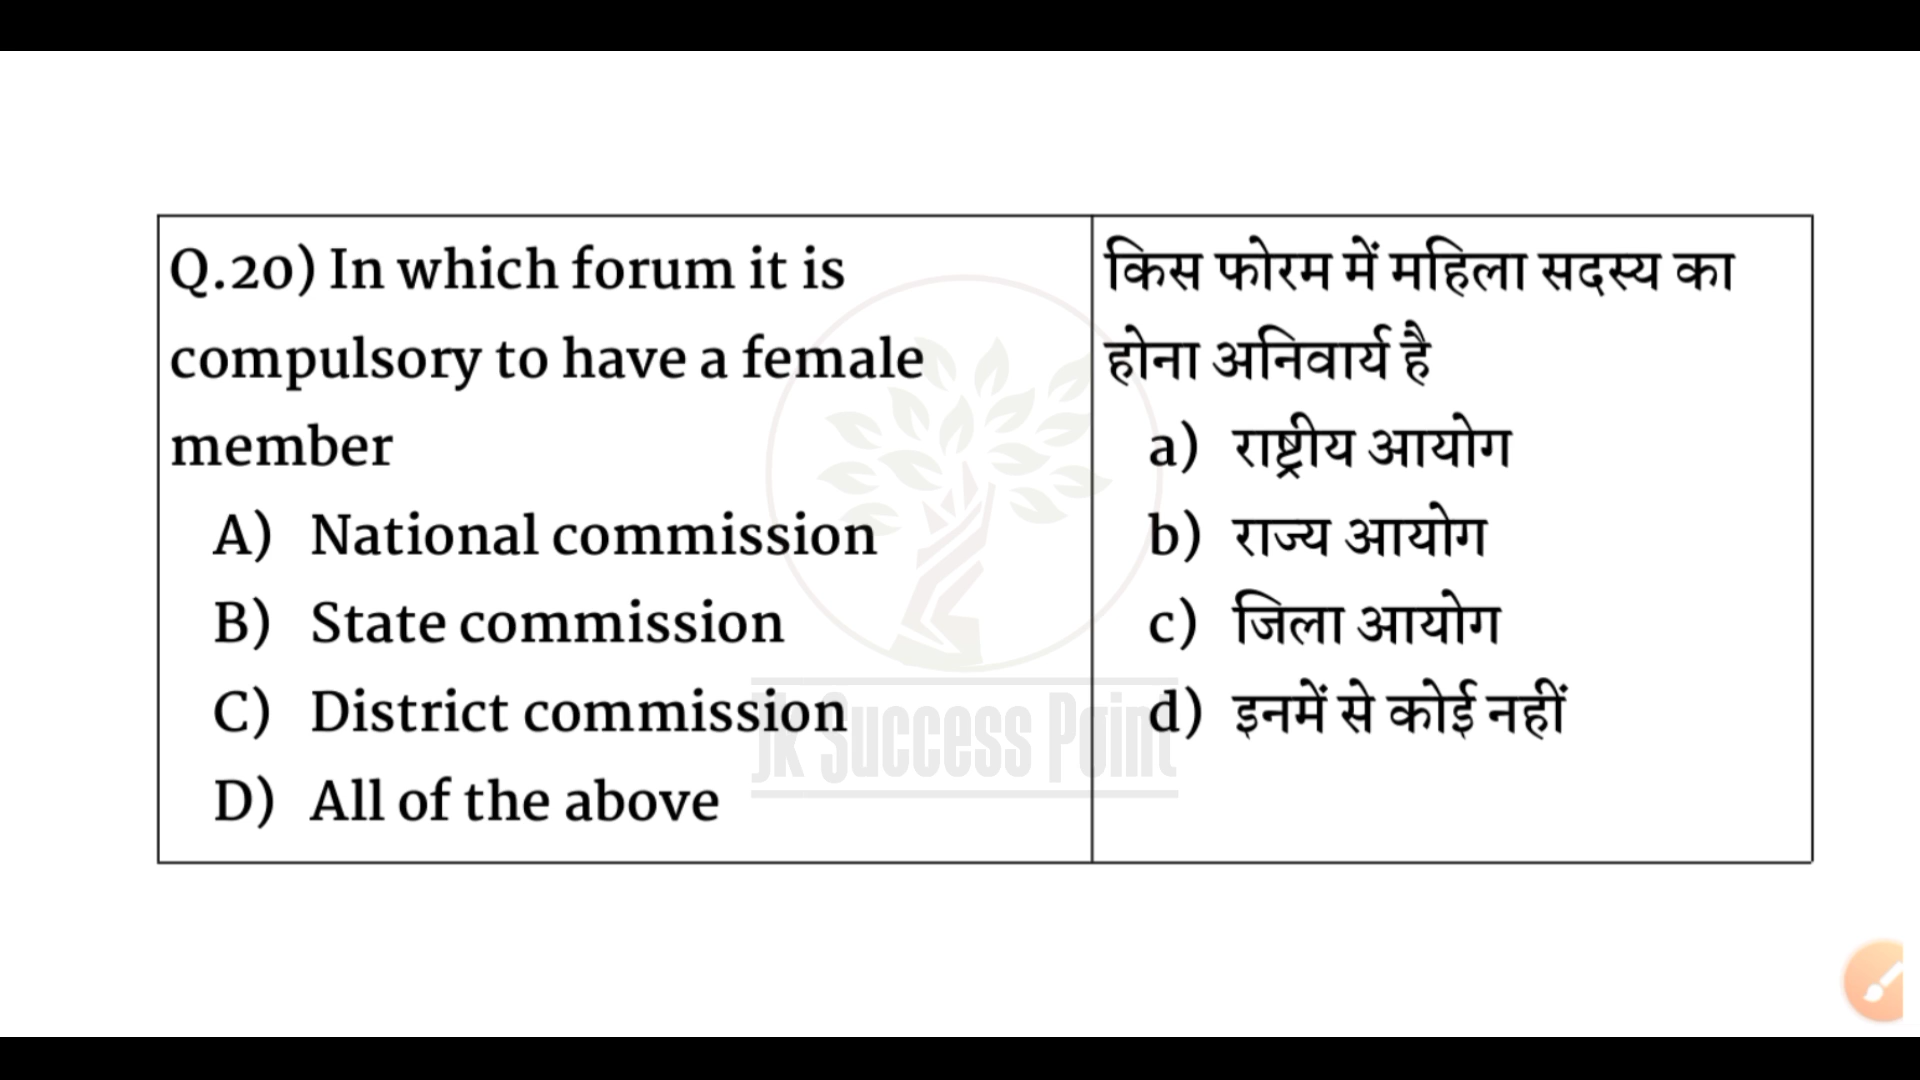 Q.20) In which forum it is
compulsory to have a female
member
A) National commission
B) State commission
C) District commission
D) All of the above
किस फोरम में महिला सदस्य का
होना अनिवार्य है
a) राष्ट्रीय आयोग
b) राज्य आयोग
c) जिला आयोग
d) इनमें से कोई नहीं
Jk Success Point